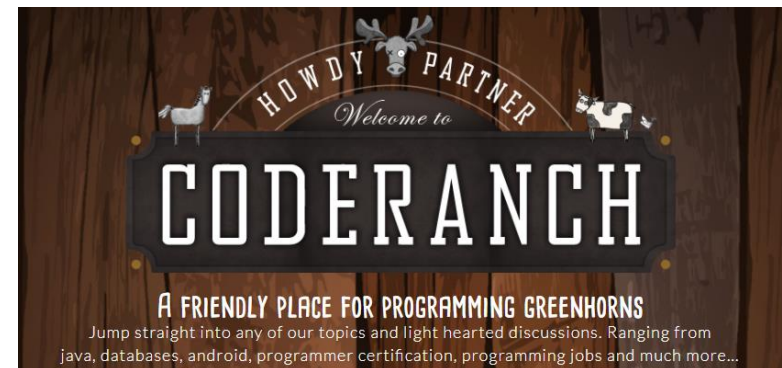 HOWDY PARTNER
Welcome to
CODERANCH
A FRIENDLY PLACE FOR PROGRAMMING GREENHORNS
Jump straight into any of our topics and light hearted discussions. Ranging from
java, databases, android, programmer certification, programming jobs and much more...